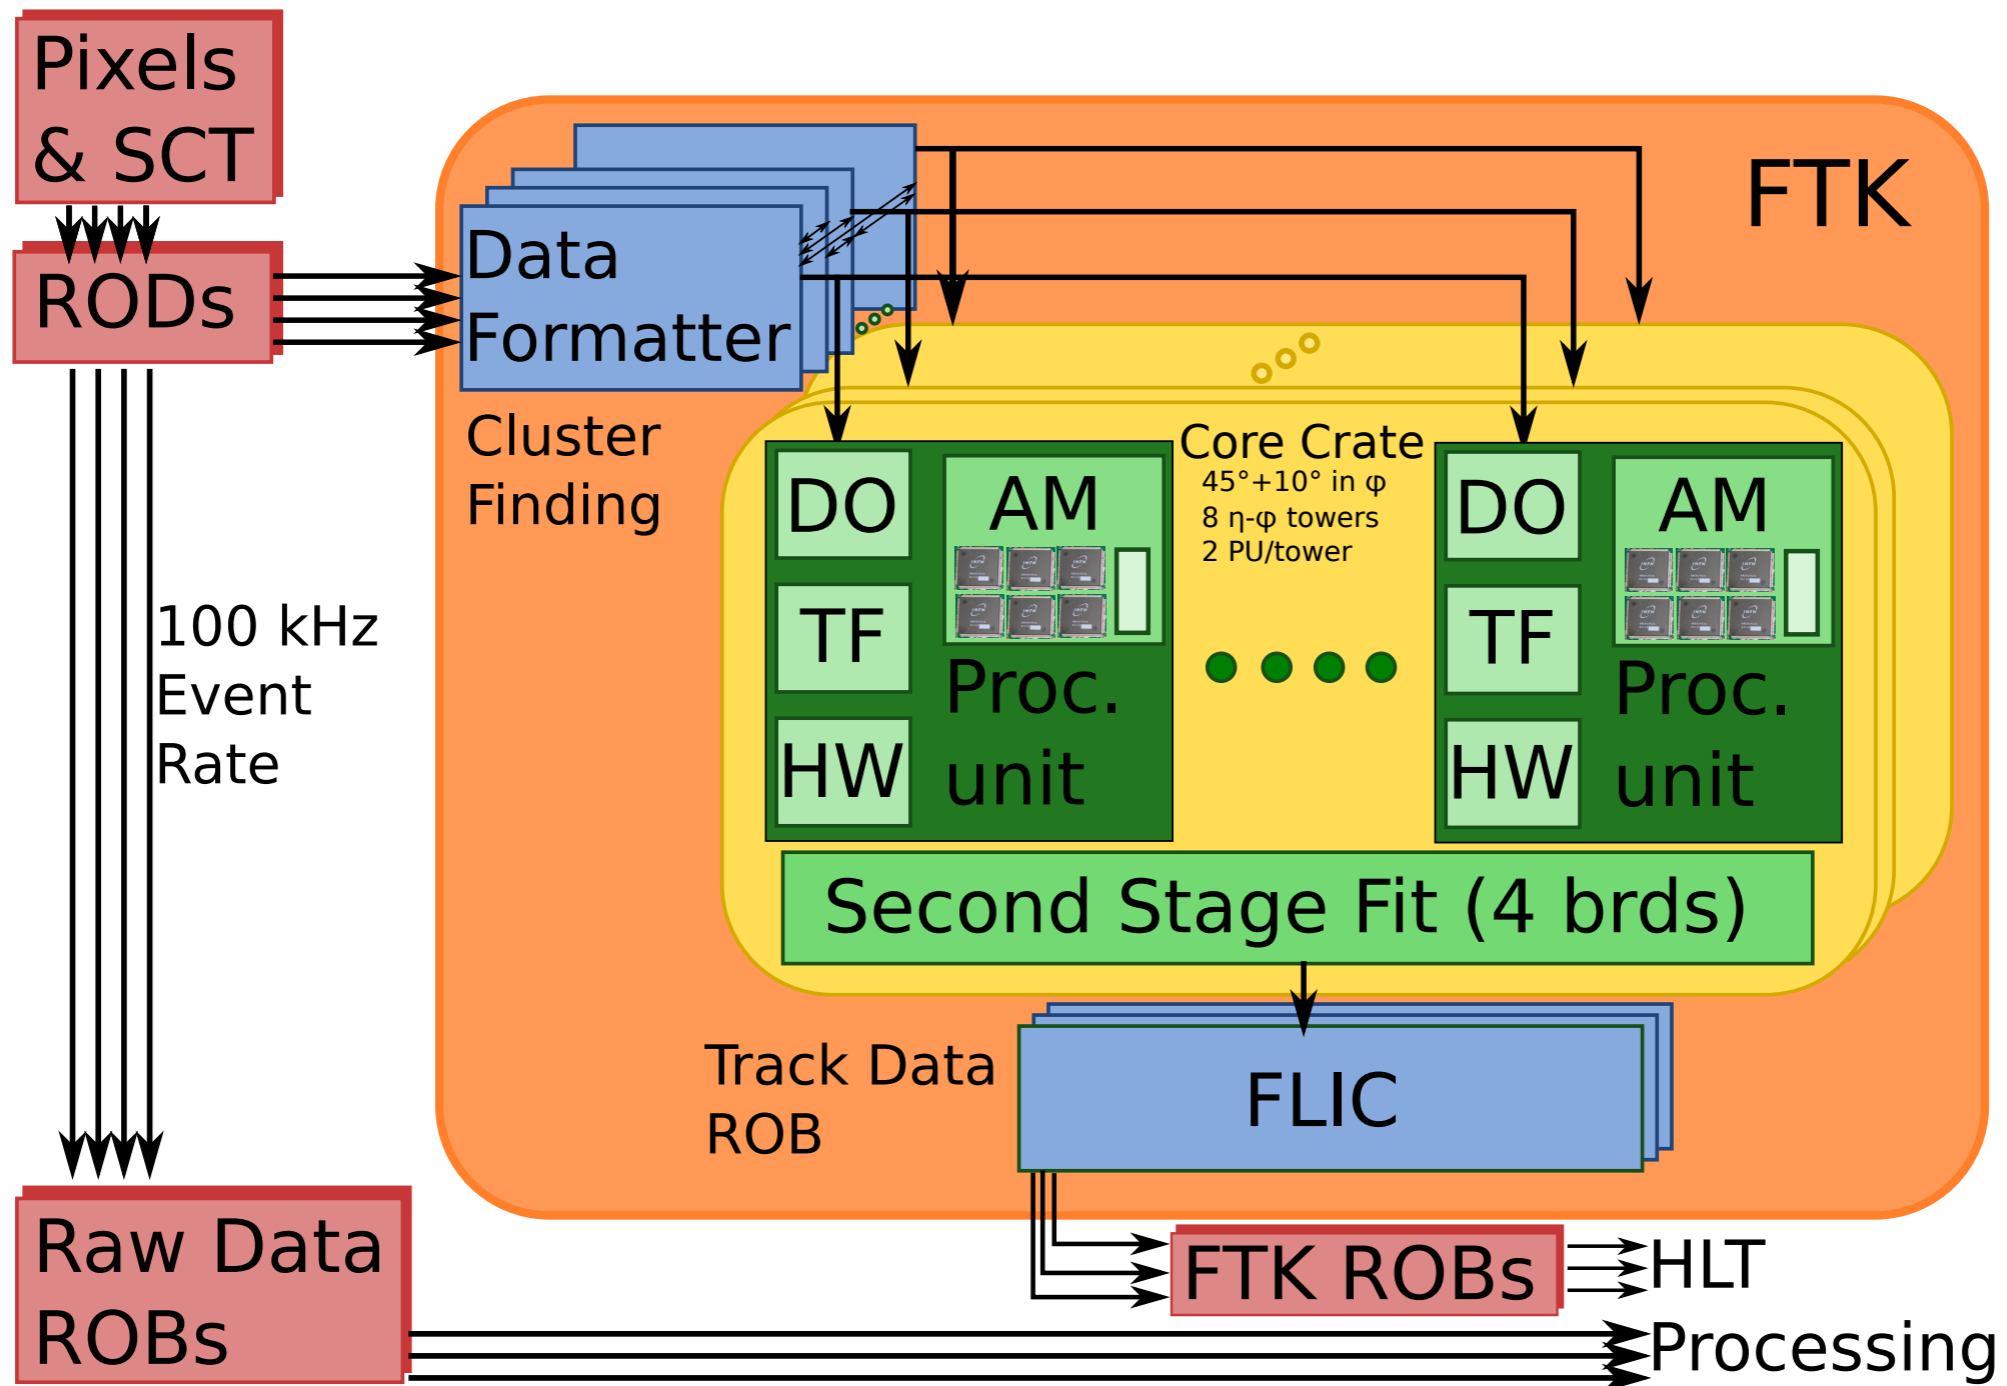 Pixels
& SCT
RODs
100 kHz
Event
Rate
Raw Data
ROBs
FTK
Data
Formatter
Cluster
Finding
Core Crate
45°+10° in φ
8 η-φ towers
2 PU/tower
DO
AM
TF
HW
Proc.
unit
DO
AM
TF
HW
Proc.
unit
Second Stage Fit (4 brds)
Track Data
ROB
FLIC
FTK ROBs
HLT
Processing